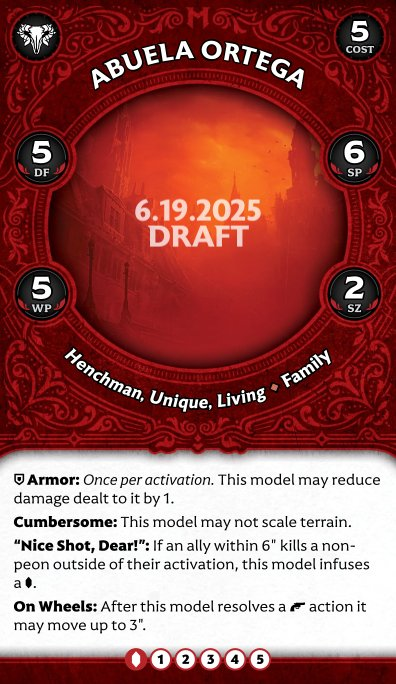 ABUELA ORTEGA
5
COST
5
DF
6
SP
6.19.2025
DRAFT
5
WP
2
SZ
Henchman, Unique, Living • Family
Armor: Once per activation. This model may reduce
damage dealt to it by 1.
Cumbersome: This model may not scale terrain.
“Nice Shot, Dear!”: If an ally within 6" kills a non-
peon outside of their activation, this model infuses
a .
On Wheels: After this model resolves a action it
may move up to 3".
1 2 3 4 5